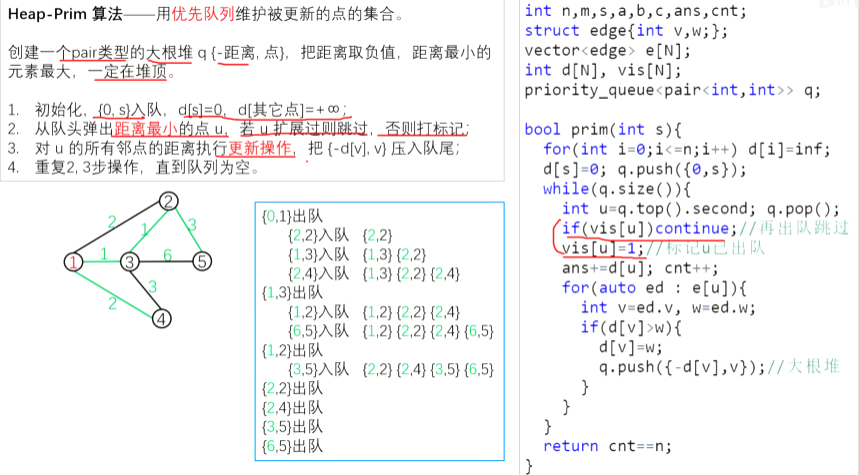 Heap-Prim 算法——用优先队列维护被更新的点的集合。
创建一个pair类型的大根堆 q {-距离, 点}，把距离取负值，距离最小的
元素最大，一定在堆顶。
1. 初始化，{0, s}入队，d[s]=0，d[其它点]=+∞；
2. 从队头弹出距离最小的点 u，若 u 扩展过则跳过，否则打标记；
3. 对 u 的所有邻点的距离执行更新操作，把 {-d[v], v} 压入队尾；
4. 重复2, 3步操作，直到队列为空。
2
2
1
3
1
1
3
6
5
3
2
4
{0,1}出队
{2,2}入队 {2,2}
{1,3}入队 {1,3} {2,2}
{2,4}入队 {1,3} {2,2} {2,4}
{1,3}出队
{1,2}入队 {1,2} {2,2} {2,4}
{6,5}入队 {1,2} {2,2} {2,4} {6,5}
{1,2}出队
{3,5}入队 {2,2} {2,4} {3,5} {6,5}
{2,2}出队
{2,4}出队
{3,5}出队
{6,5}出队
int n,m,s,a,b,c,ans,cnt;
struct edge{int v,w;};
vector<edge> e[N];
int d[N], vis[N];
priority_queue<pair<int,int>> q;
bool prim(int s){
for(int i=0;i<=n;i++) d[i]=inf;
d[s]=0; q.push({0,s});
while(q.size()){
int u=q.top().second; q.pop();
if(vis[u])continue;//再出队跳过
vis[u]=1;//标记u已出队
ans+=d[u]; cnt++;
for(auto ed : e[u]){
int v=ed.v, w=ed.w;
if(d[v]>w){
d[v]=w;
q.push({-d[v],v});//大根堆
}
}
}
return cnt==n;
}